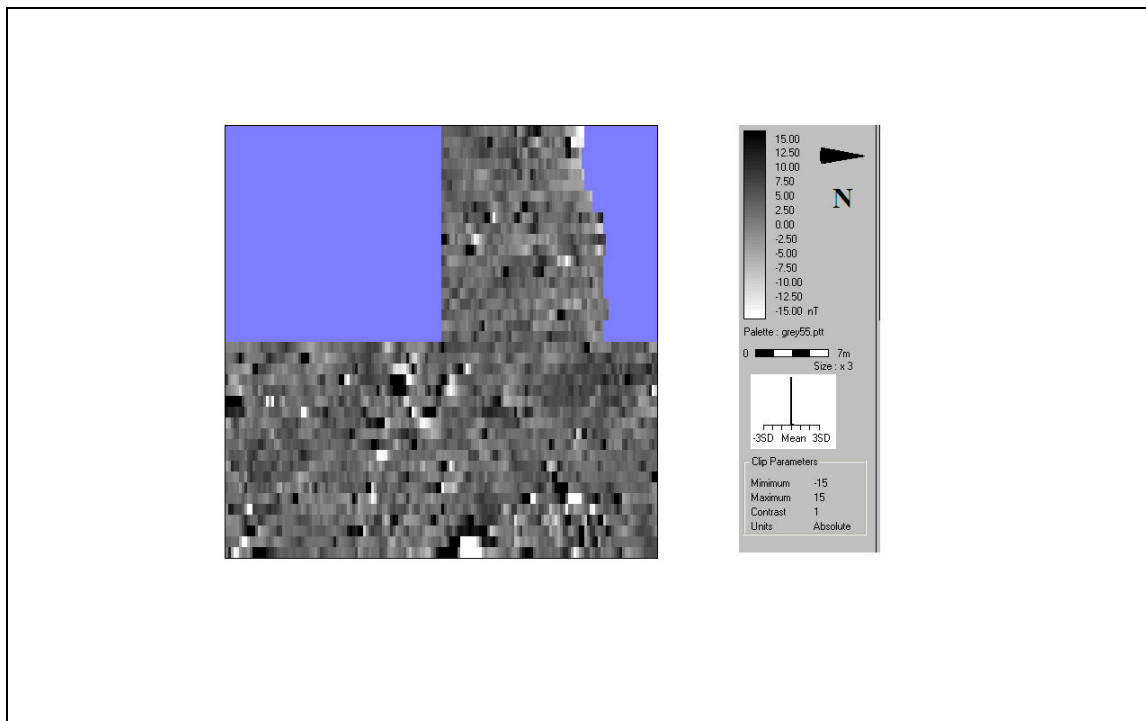 15.00
12.50
10.00
7.50
5.00
2.50
0.00
-2.50
-5.00
-7.50
-10.00
-12.50
-15.00 nT
N
Palette : grey55.ptt
0 7m
Size : x 3
-3SD Mean 3SD
Clip Parameters
Mimimum -15
Maximum 15
Contrast 1
Units Absolute